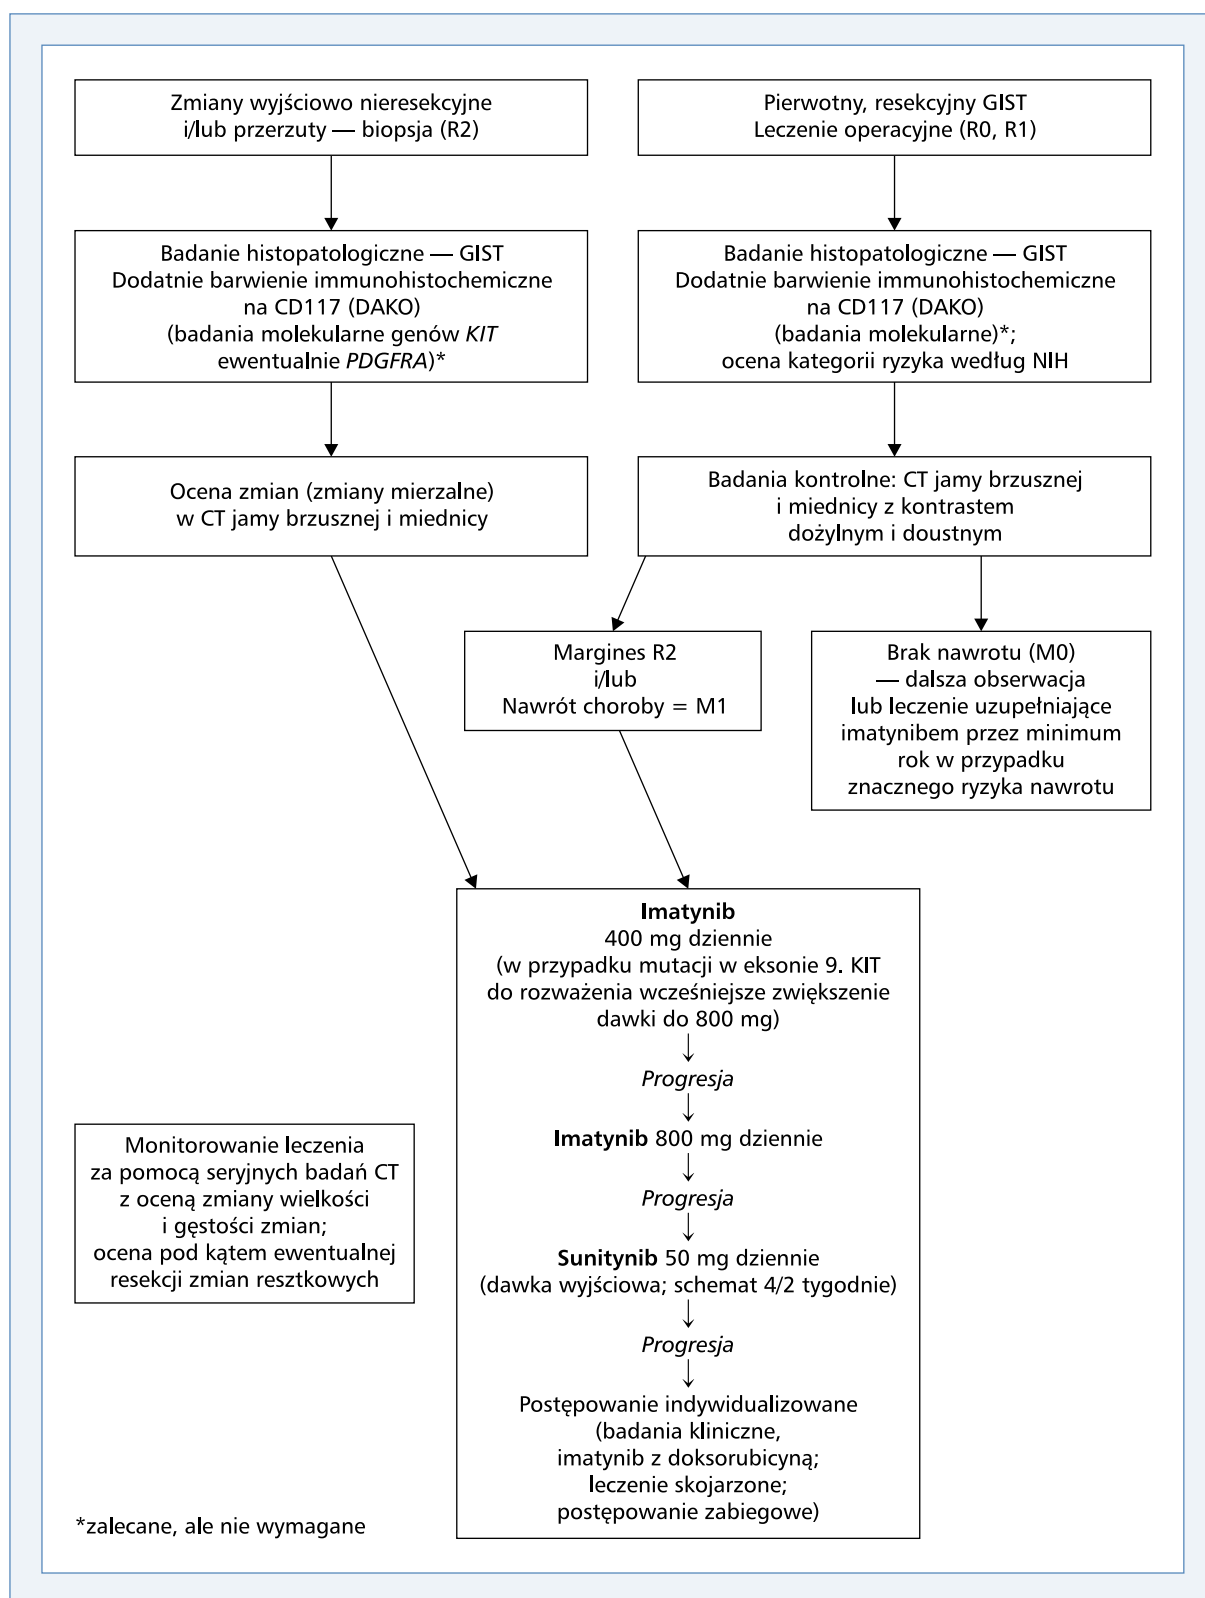 Zmiany wyjściowo nieresekcyjne
i/lub przerzuty — biopsja (R2)
Pierwotny, resekcyjny GIST
Leczenie operacyjne (R0, R1)
Badanie histopatologiczne — GIST
Dodatnie barwienie immunohistochemiczne
na CD117 (DAKO)
(badania molekularne genów KIT
ewentualnie PDGFRA)*
Badanie histopatologiczne — GIST
Dodatnie barwienie immunohistochemiczne
na CD117 (DAKO)
(badania molekularne)*;
ocena kategorii ryzyka według NIH
Ocena zmian (zmiany mierzalne)
w CT jamy brzusznej i miednicy
Badania kontrolne: CT jamy brzusznej
i miednicy z kontrastem
dożylnym i doustnym
Margines R2
i/lub
Nawrót choroby = M1
Brak nawrotu (M0)
— dalsza obserwacja
lub leczenie uzupełniające
imatynibem przez minimum
rok w przypadku
znacznego ryzyka nawrotu
Imatynib
400 mg dziennie
(w przypadku mutacji w eksonie 9. KIT
do rozważenia wcześniejsze zwiększenie
dawki do 800 mg)
Progresja
Imatynib 800 mg dziennie
Progresja
Sunitynib 50 mg dziennie
(dawka wyjściowa; schemat 4/2 tygodnie)
Progresja
Postępowanie indywidualizowane
(badania kliniczne,
imatynib z doksorubicyną;
leczenie skojarzone;
postępowanie zabiegowe)
Monitorowanie leczenia
za pomocą seryjnych badań CT
z oceną zmiany wielkości
i gęstości zmian;
ocena pod kątem ewentualnej
resekcji zmian resztkowych
*zalecane, ale nie wymagane